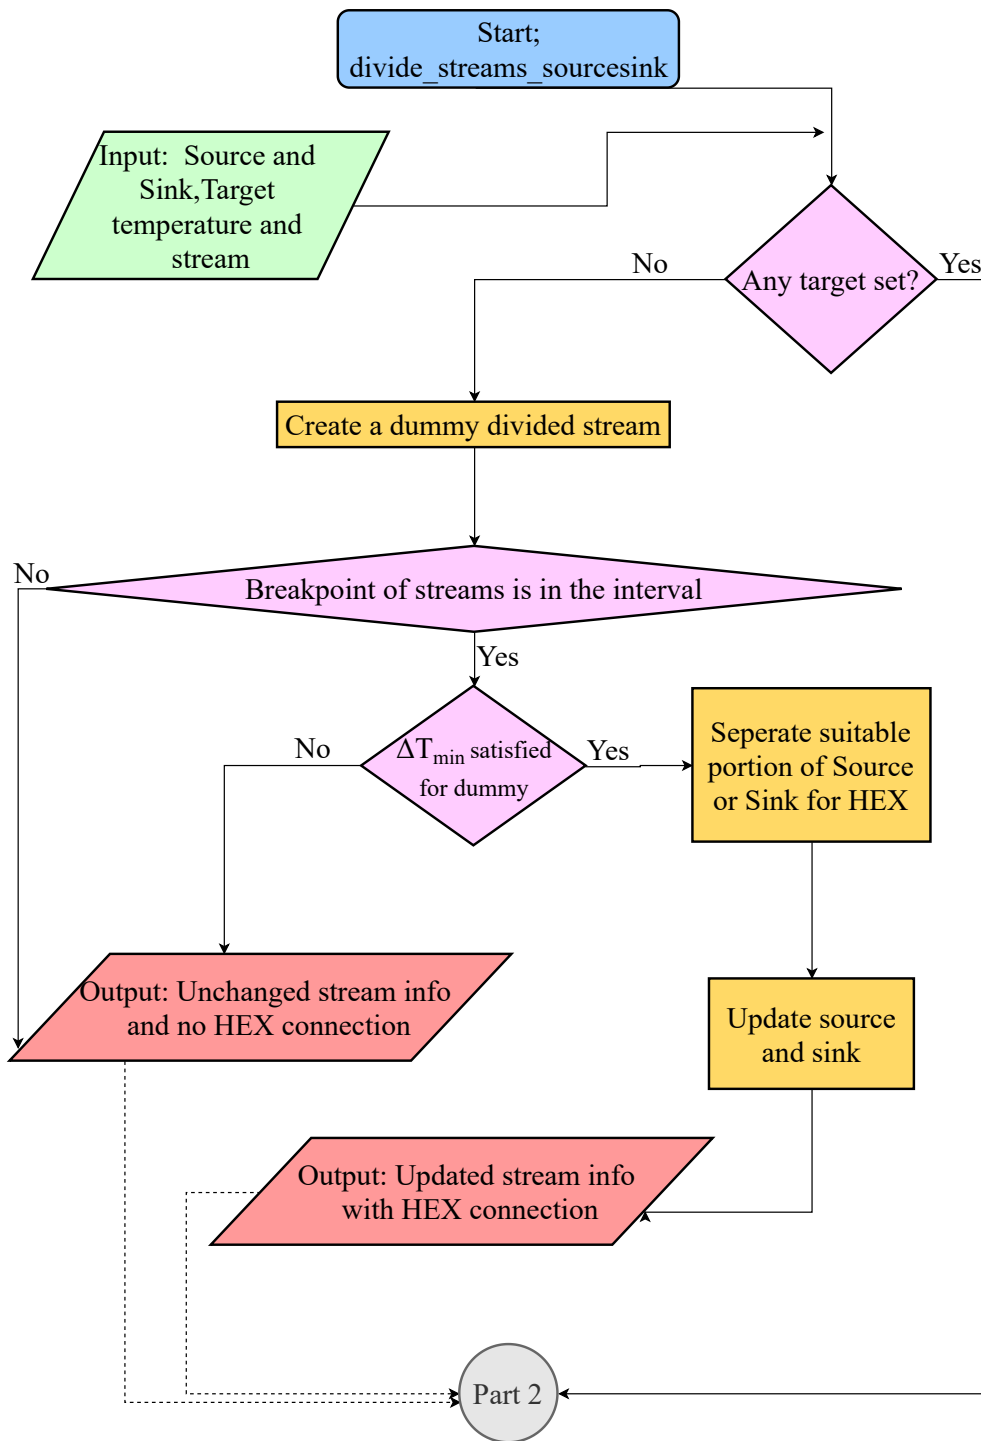 Start;
divide_streams_sourcesink
Input:  Source and
Sink,Target
temperature and
stream
No
Yes
Any target set?
Create a dummy divided stream
No
Breakpoint of streams is in the interval
Yes
No
ΔTmin satisfied
for dummy
Yes
Seperate suitable
portion of Source
or Sink for HEX
Output: Unchanged stream info
and no HEX connection
Update source
and sink
Output: Updated stream info
with HEX connection
Part 2